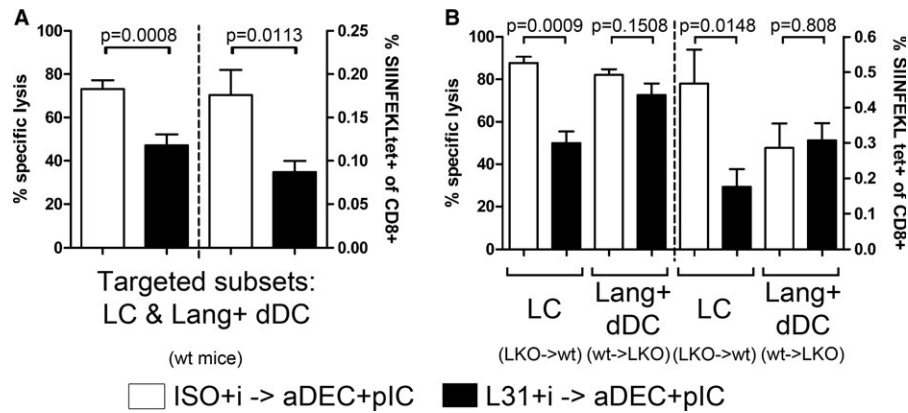 A
p=0.0008 p=0.0113
% specific lysis
100
80
60
40
20
0
0.25
0.20
0.15
0.10
0.05
0.00
% SIINFEKLtet+ of CD8+
Targeted subsets:
LC & Lang+ dDC
(wt mice)
B
p=0.0009 p=0.1508 p=0.0148 p=0.808
% specific lysis
100
80
60
40
20
0
0.6
0.5
0.4
0.3
0.2
0.1
0.0
% SIINFEKL tet+ of CD8+
LC Lang+ dDC LC Lang+ dDC
(LKO->wt) (wt->LKO) (LKO->wt) (wt->LKO)
ISO+i -> aDEC+pIC L31+i -> aDEC+pIC